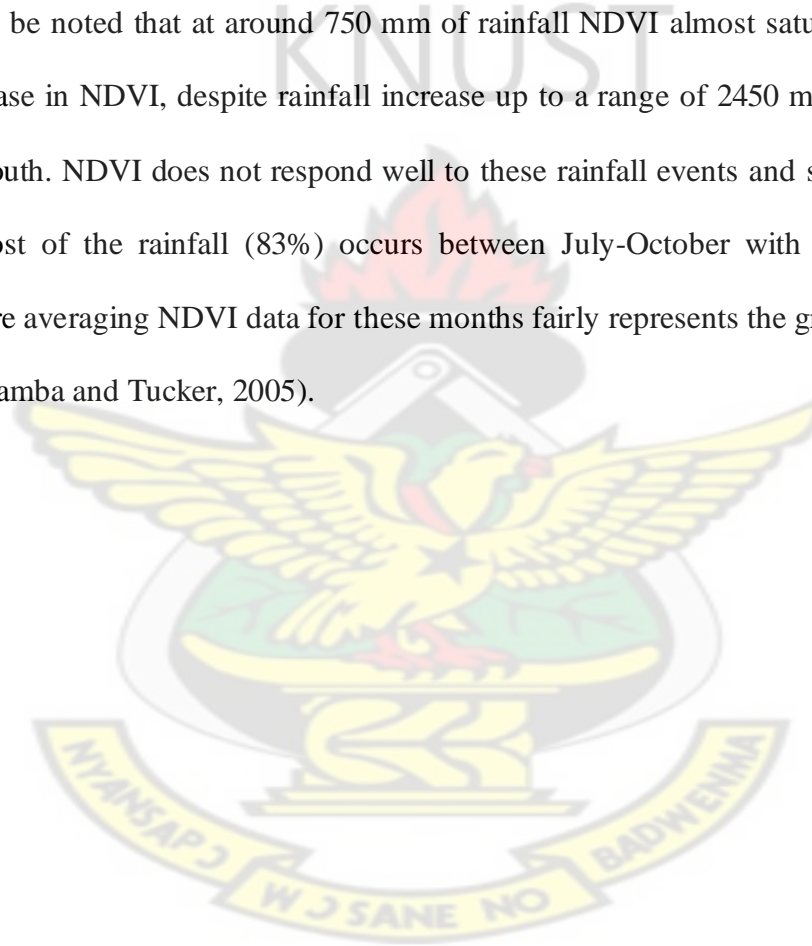 KNUST
be noted that at around 750 mm of rainfall NDVI almost satu
ase in NDVI, despite rainfall increase up to a range of 2450 m
outh. NDVI does not respond well to these rainfall events and s
ost of the rainfall (83%) occurs between July-October with
re averaging NDVI data for these months fairly represents the g
amba and Tucker, 2005).
NYANSAPƆ WƆSANE NO BADWENMA